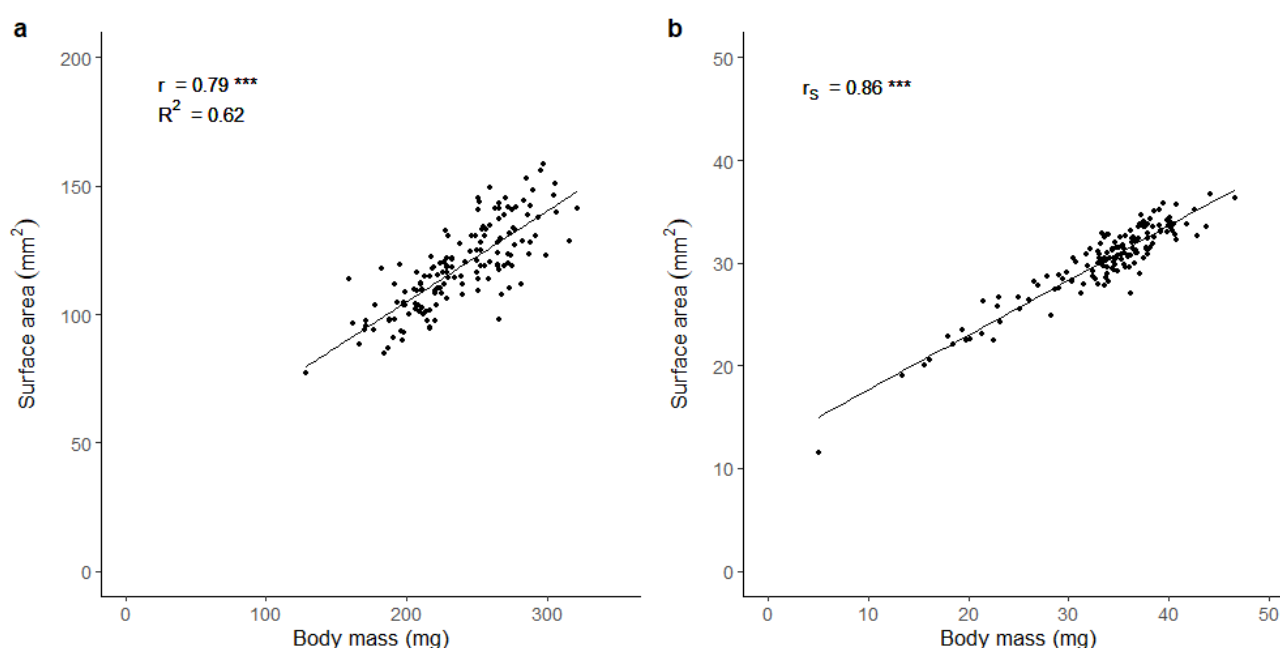 a
r = 0.79 ***
R² = 0.62
Surface area (mm²)
200
150
100
50
0
0 100 200 300
Body mass (mg)
b
rs = 0.86 ***
Surface area (mm²)
50
40
30
20
10
0
0 10 20 30 40 50
Body mass (mg)